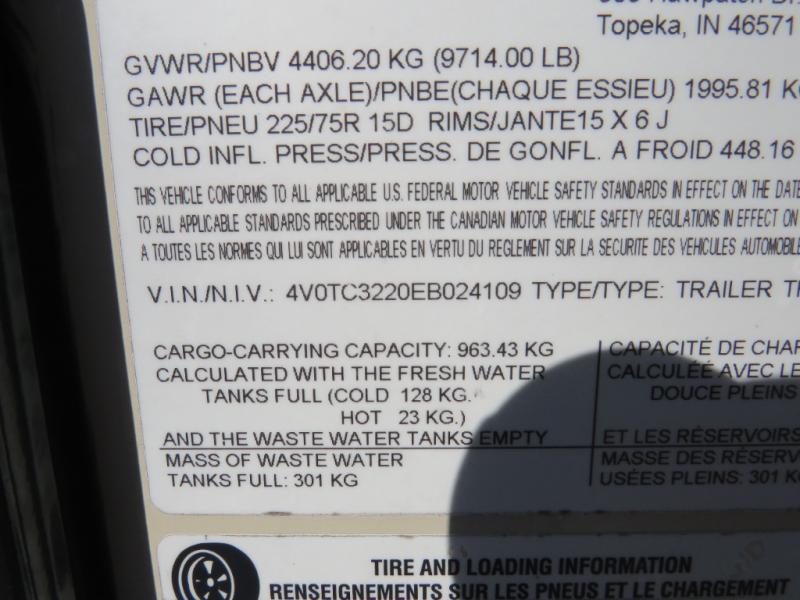 Topeka, IN 46571
GVWR/PNBV 4406.20 KG (9714.00 LB)
GAWR (EACH AXLE)/PNBE(CHAQUE ESSIEU) 1995.81 K
TIRE/PNEU 225/75R 15D RIMS/JANTE15 X 6 J
COLD INFL. PRESS/PRESS. DE GONFL. A FROID 448.16
THIS VEHICLE CONFORMS TO ALL APPLICABLE U.S. FEDERAL MOTOR VEHICLE SAFETY STANDARDS IN EFFECT ON THE DATE
TO ALL APPLICABLE STANDARDS PRESCRIBED UNDER THE CANADIAN MOTOR VEHICLE SAFETY REGULATIONS IN EFFECT ON
A TOUTES LES NORMES QUI LUI SONT APPLICABLES EN VERTU DU REGLEMENT SUR LA SECURITE DES VEHICULES AUTOMOBILE
V.I.N./N.I.V.: 4V0TC3220EB024109 TYPE/TYPE: TRAILER T
CARGO-CARRYING CAPACITY: 963.43 KG
CALCULATED WITH THE FRESH WATER
TANKS FULL (COLD 128 KG.
HOT 23 KG.)
AND THE WASTE WATER TANKS EMPTY
MASS OF WASTE WATER
TANKS FULL: 301 KG
CAPACITÉ DE CHA
CALCULÉE AVEC LE
DOUCE PLEINS
ET LES RÉSERVOIRS
MASSE DES RÉSER
USÉES PLEINS: 301 K
TIRE AND LOADING INFORMATION
RENSEIGNEMENTS SUR LES PNEUS ET LE CHARGEMENT